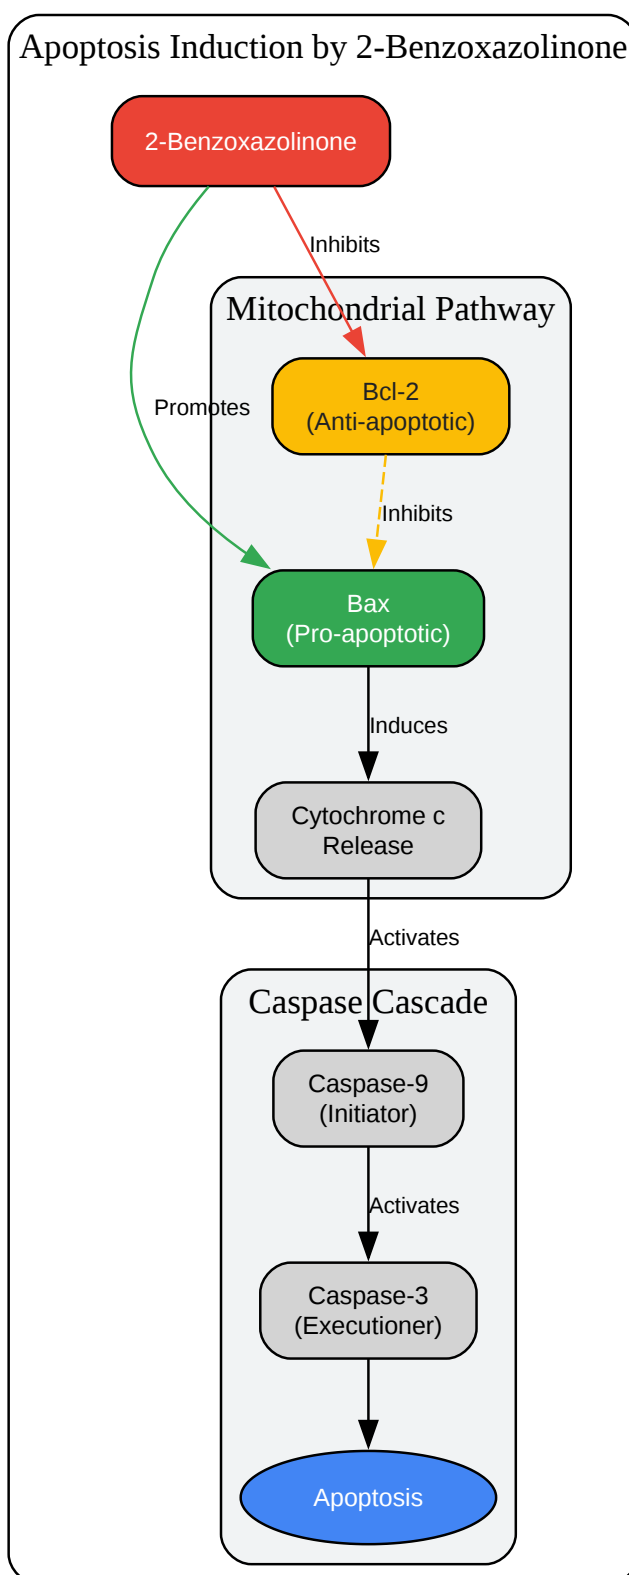 Apoptosis Induction by 2-Benzoxazolinone
2-Benzoxazolinone
Inhibits
Mitochondrial Pathway
Bcl-2
(Anti-apoptotic)
Promotes
Inhibits
Bax
(Pro-apoptotic)
Induces
Cytochrome c
Release
Activates
Caspase Cascade
Caspase-9
(Initiator)
Activates
Caspase-3
(Executioner)
Apoptosis